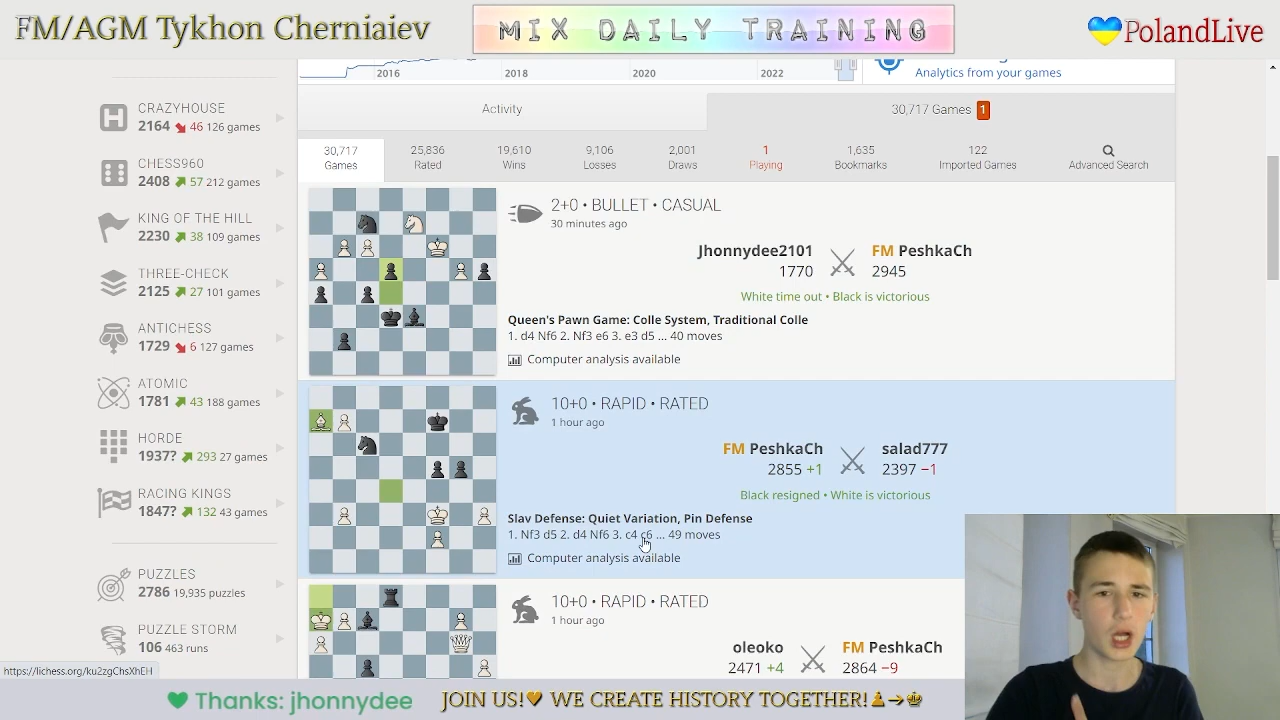 FM/AGM Tykhon Cherniaiev
MIX DAILY TRAINING
PolandLive
2016
2018
2020
2022
Analytics from your games
Activity
30,717 Games 1
30,717
Games
25,836
Rated
19,610
Wins
9,106
Losses
2,001
Draws
1
Playing
1,635
Bookmarks
122
Imported Games
Advanced Search
CRAZYHOUSE
2164 46 126 games
CHESS960
2408 57 212 games
KING OF THE HILL
2230 38 109 games
THREE-CHECK
2125 27 101 games
ANTICHESS
1729 6 127 games
ATOMIC
1781 43 188 games
HORDE
1937? 293 27 games
RACING KINGS
1847? 132 43 games
PUZZLES
2786 19,935 puzzles
PUZZLE STORM
106 463 runs
2+0 • BULLET • CASUAL
30 minutes ago
Jhonnydee2101
1770
FM PeshkaCh
2945
White time out • Black is victorious
Queen's Pawn Game: Colle System, Traditional Colle
1. d4 Nf6 2. Nf3 e6 3. e3 d5 ... 40 moves
Computer analysis available
10+0 • RAPID • RATED
1 hour ago
FM PeshkaCh
2855 +1
salad777
2397 −1
Black resigned • White is victorious
Slav Defense: Quiet Variation, Pin Defense
1. Nf3 d5 2. d4 Nf6 3. c4 c6 ... 49 moves
Computer analysis available
10+0 • RAPID • RATED
1 hour ago
oleoko
2471 +4
FM PeshkaCh
2864 −9
https://lichess.org/ku2zgChsXhEH
Thanks: jhonnydee
JOIN US! WE CREATE HISTORY TOGETHER!